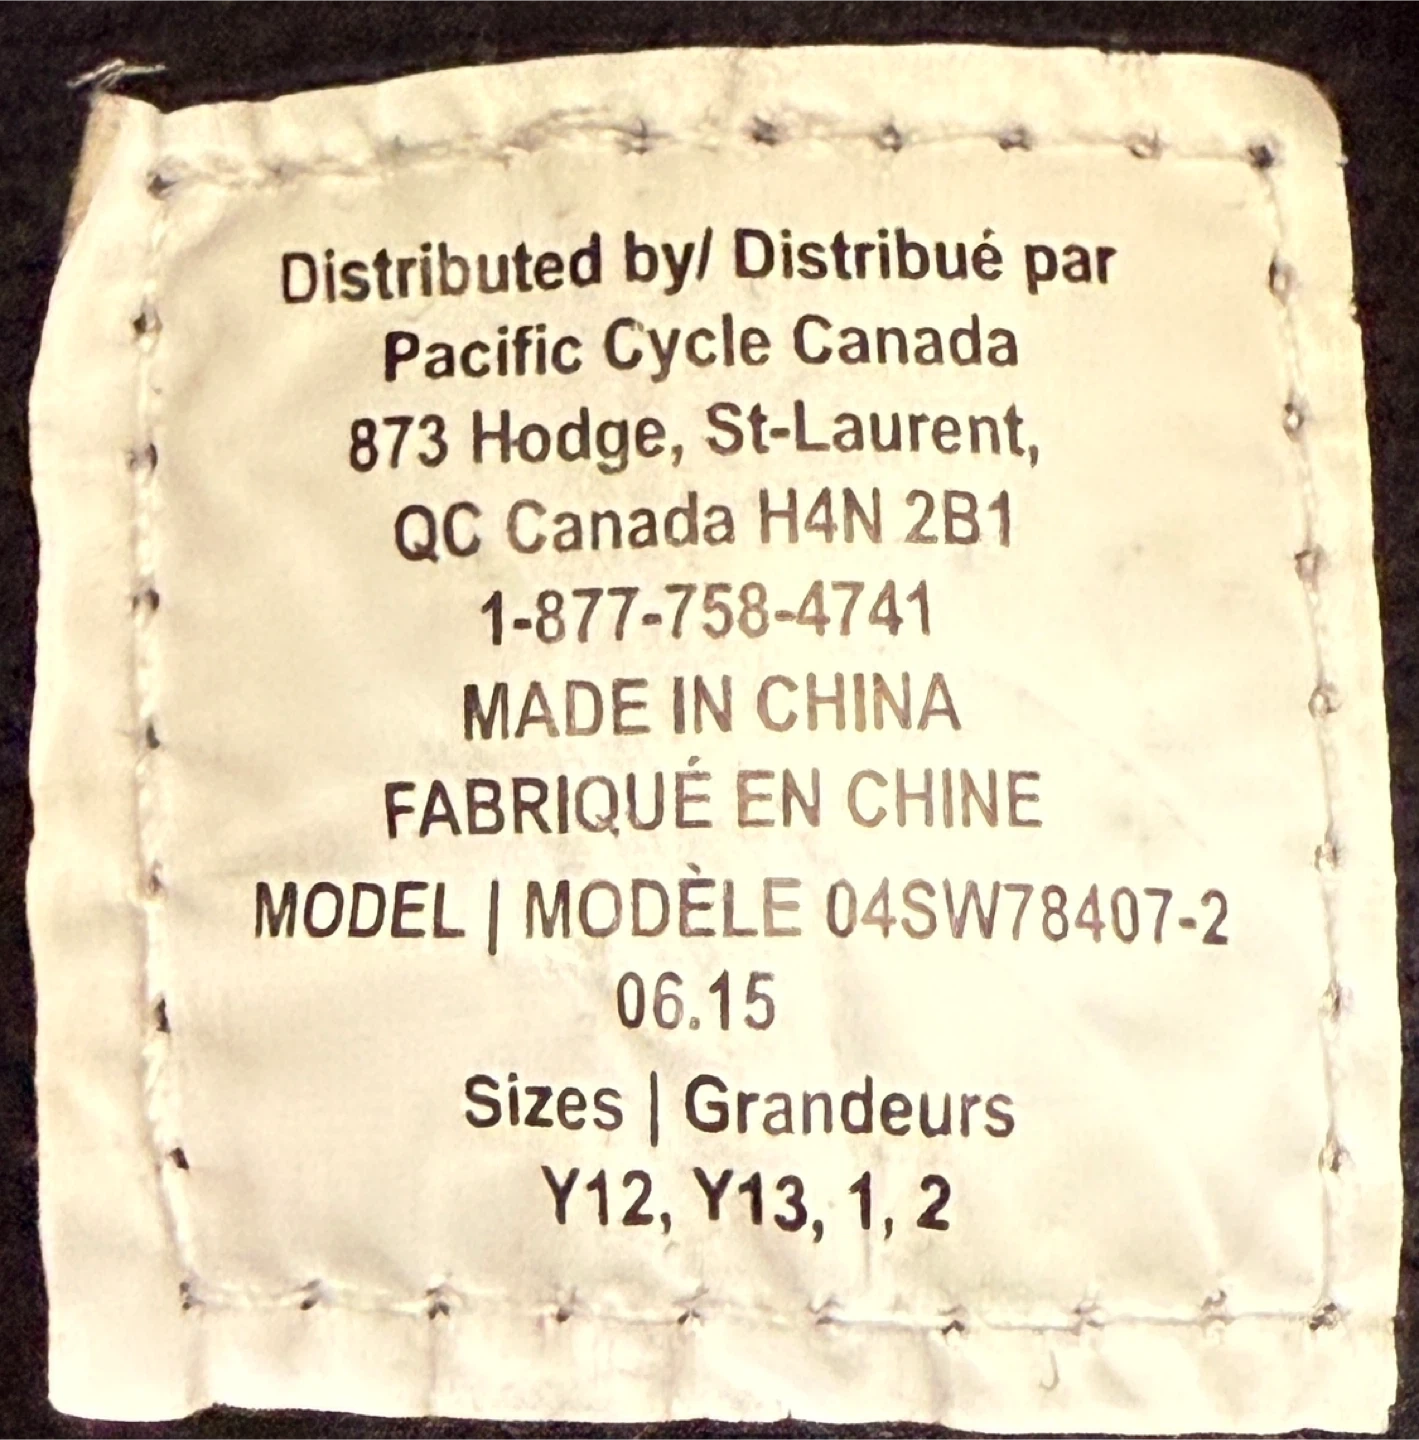 Distributed by/ Distribué par
Pacific Cycle Canada
873 Hodge, St-Laurent,
QC Canada H4N 2B1
1-877-758-4741
MADE IN CHINA
FABRIQUÉ EN CHINE
MODEL | MODÈLE 04SW78407-2
06.15
Sizes | Grandeurs
Y12, Y13, 1, 2